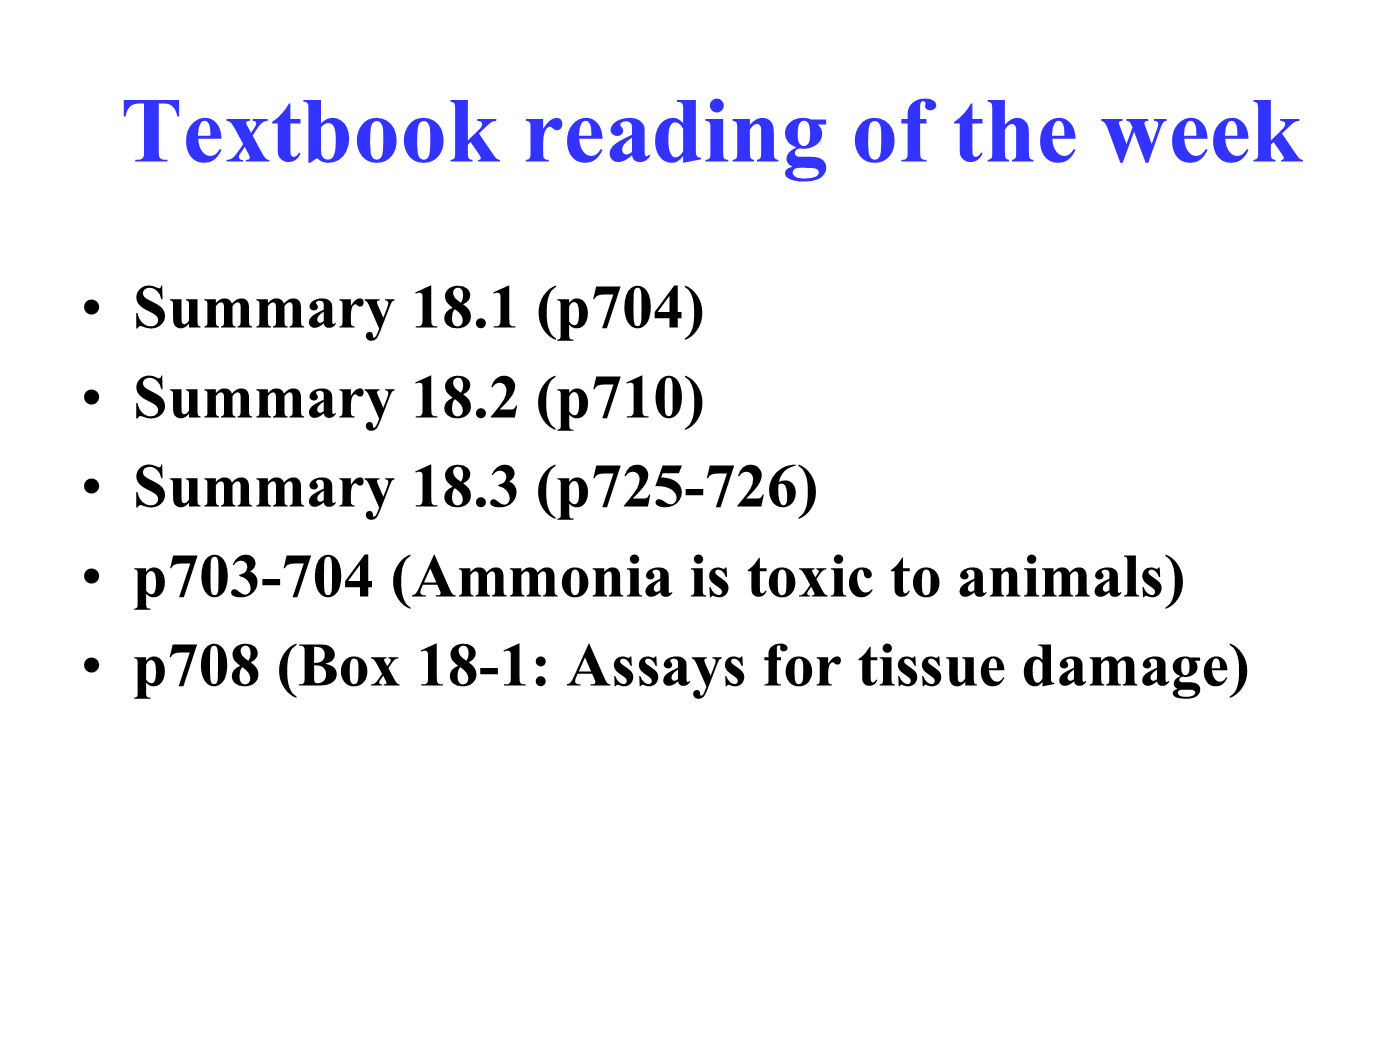 Textbook reading of the week
• Summary 18.1 (p704)
• Summary 18.2 (p710)
• Summary 18.3 (p725-726)
• p703-704 (Ammonia is toxic to animals)
• p708 (Box 18-1: Assays for tissue damage)